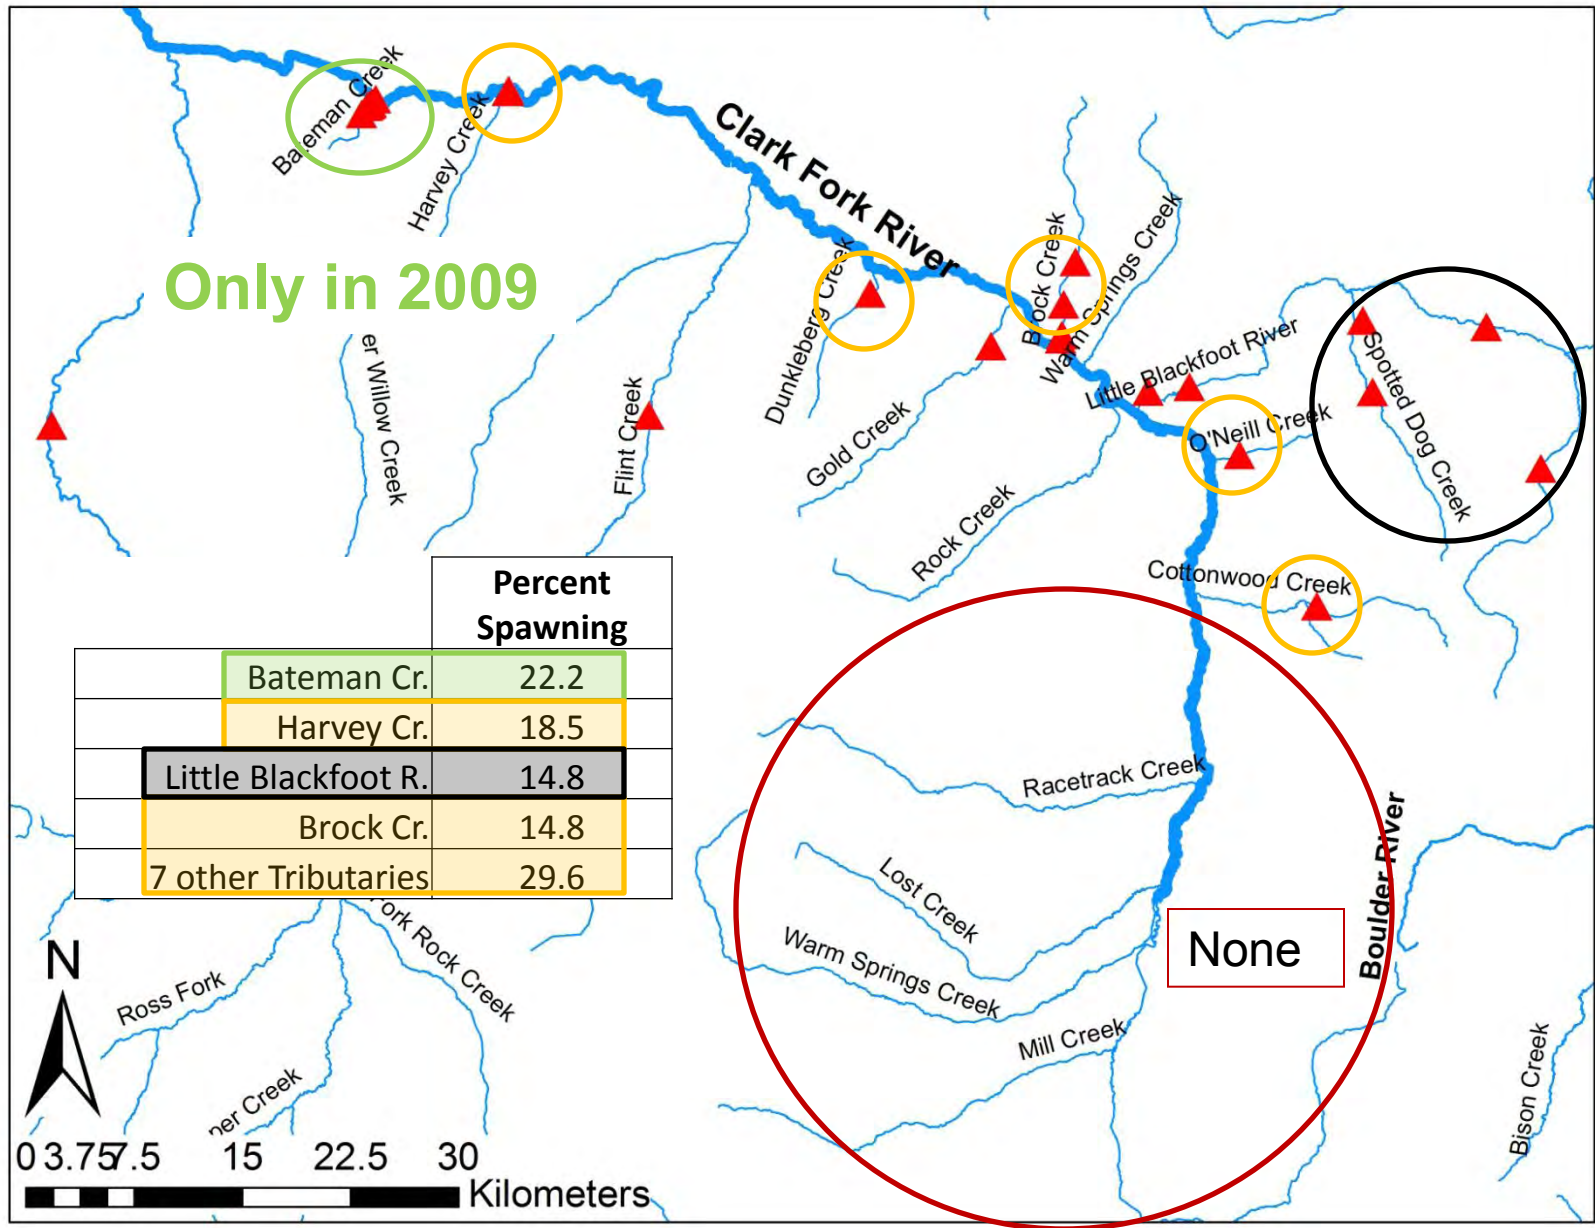 Bateman Creek
Harvey Creek
Clark Fork River
Only in 2009
er Willow Creek
Flint Creek
Dunkleberg Creek
Gold Creek
Brock Creek
Warm Springs Creek
Little Blackfoot River
Spotted Dog Creek
O'Neill Creek
Rock Creek
Cottonwood Creek
Percent
Spawning
Bateman Cr. 22.2
Harvey Cr. 18.5
Little Blackfoot R. 14.8
Brock Cr. 14.8
7 other Tributaries 29.6
Racetrack Creek
Lost Creek
Warm Springs Creek
Mill Creek
None
Boulder River
Bison Creek
Fork Rock Creek
Ross Fork
per Creek
N
0 3.75 7.5 15 22.5 30
Kilometers